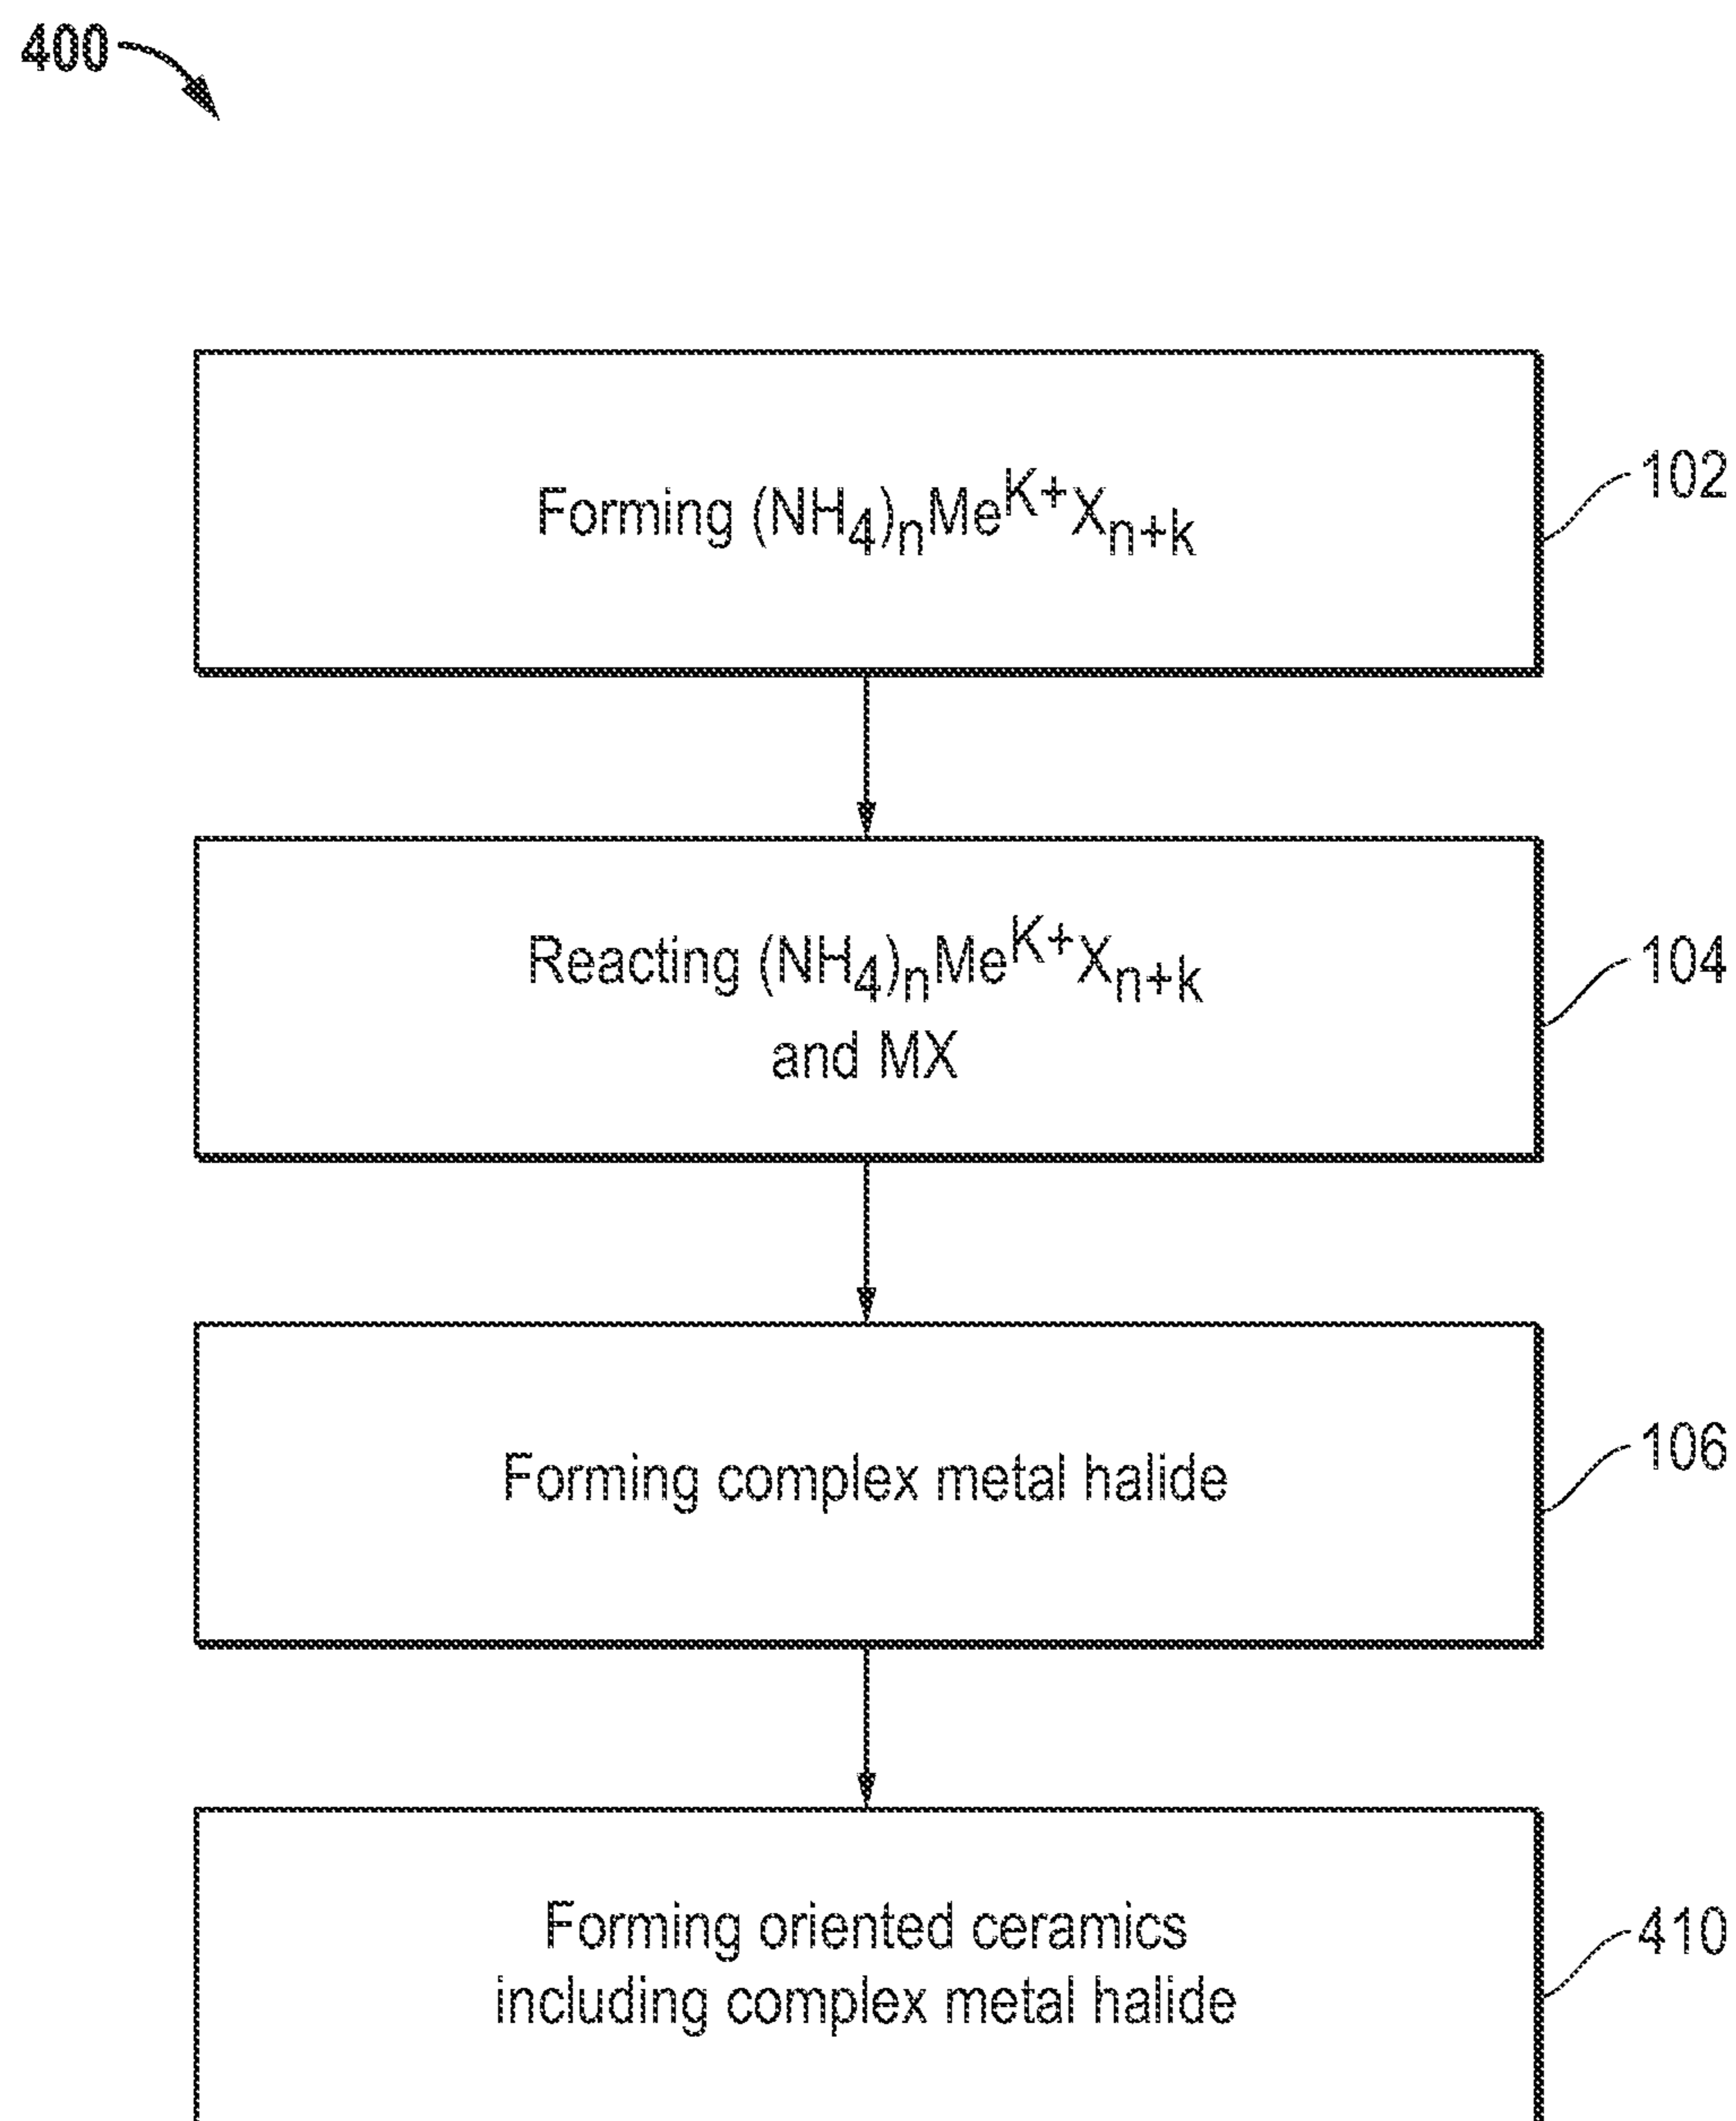 400
Forming (NH₄)ₙMeᴷ⁺Xₙ₊ₖ
102
Reacting (NH₄)ₙMeᴷ⁺Xₙ₊ₖ
and MX
104
Forming complex metal halide
106
Forming oriented ceramics
including complex metal halide
410